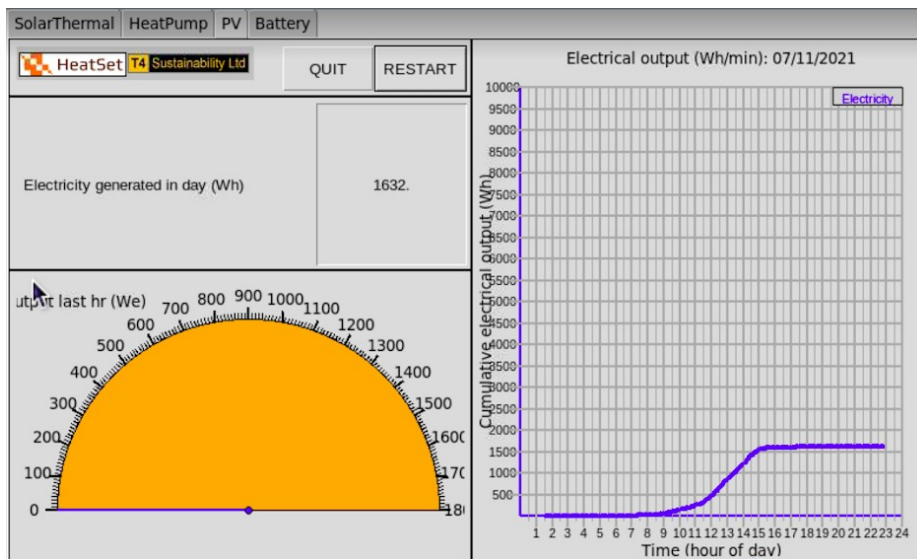 SolarThermal HeatPump PV Battery
HeatSet T4 Sustainability Ltd QUIT RESTART
Electricity generated in day (Wh) 1632.
utput last hr (We)
0 100 200 300 400 500 600 700 800 900 1000 1100 1200 1300 1400 1500 1600 170 180
Electrical output (Wh/min): 07/11/2021
Electricity
10000
9500
9000
8500
8000
7500
7000
6500
6000
5500
5000
4500
4000
3500
3000
2500
2000
1500
1000
500
Cumulative electrical output (Wh)
1 2 3 4 5 6 7 8 9 10 11 12 13 14 15 16 17 18 19 20 21 22 23 24
Time (hour of day)